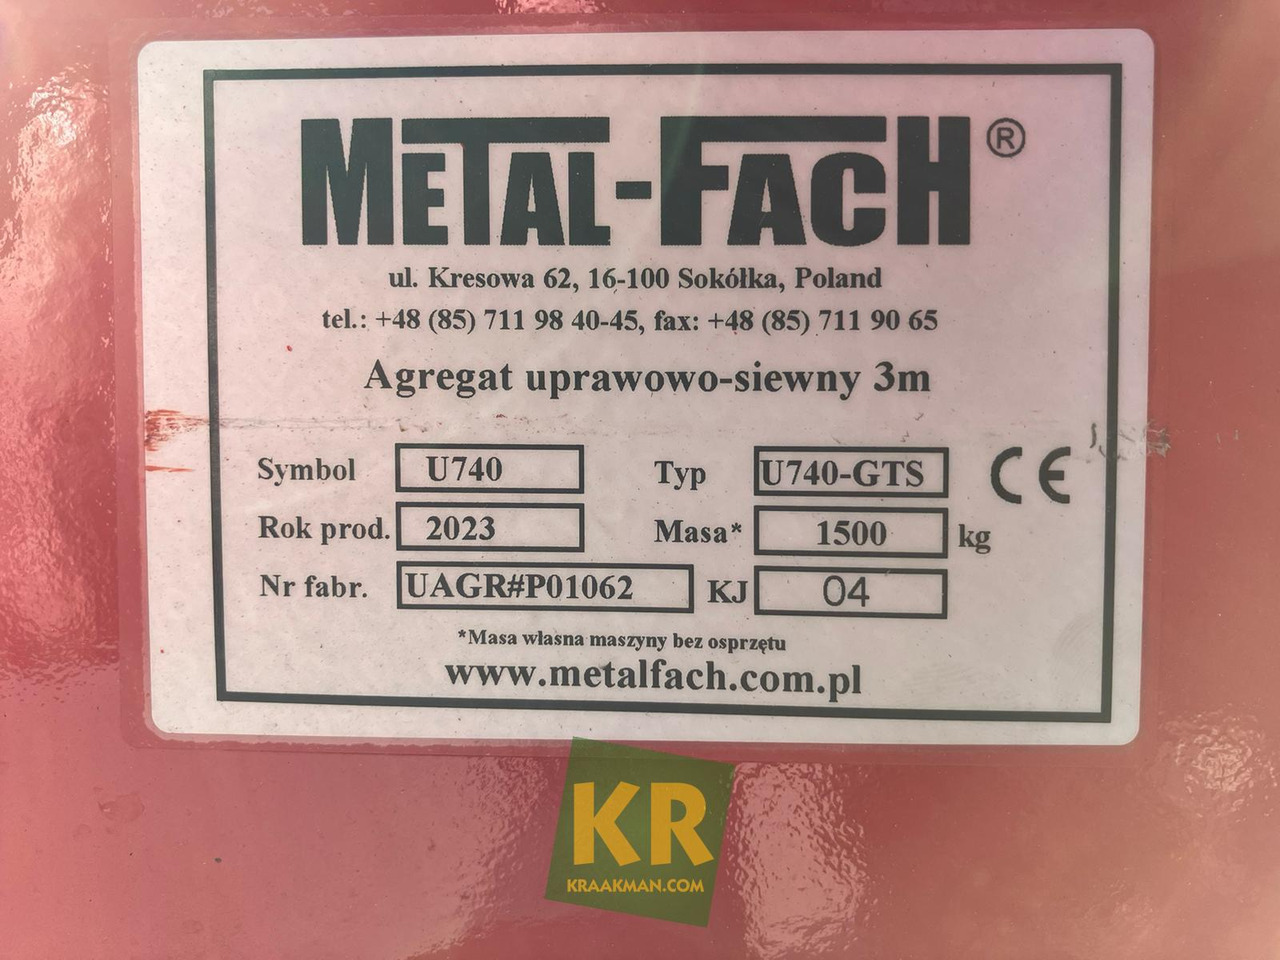 METAL-FACH®
ul. Kresowa 62, 16-100 Sokółka, Poland
tel.: +48 (85) 711 98 40-45, fax: +48 (85) 711 90 65
Agregat uprawowo-siewny 3m
Symbol U740 Typ U740-GTS CE
Rok prod. 2023 Masa* 1500 kg
Nr fabr. UAGR#P01062 KJ 04
*Masa własna maszyny bez osprzętu
www.metalfach.com.pl
KR
KRAAKMAN.COM